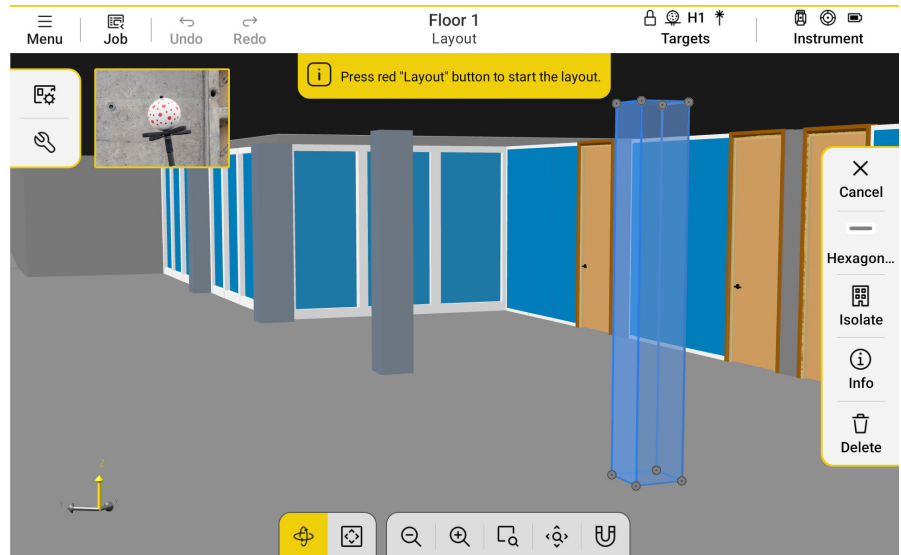 Menu
Job
Undo
Redo
Floor 1
Layout
H1
Targets
Instrument
i Press red "Layout" button to start the layout.
Cancel
Hexagon...
Isolate
Info
Delete
Z